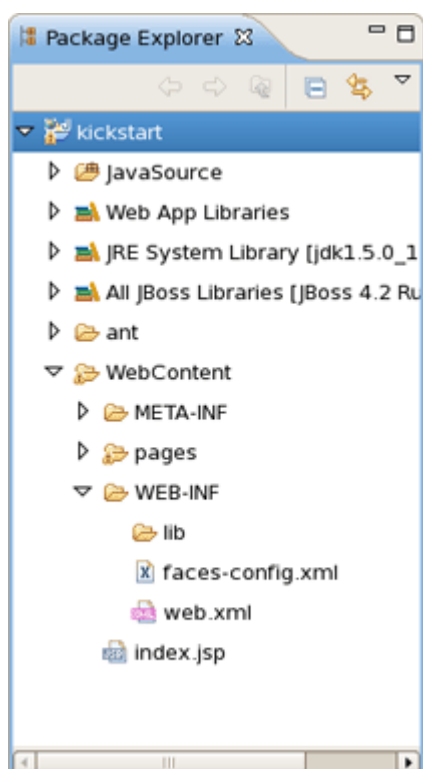 Package Explorer
kickstart
JavaSource
Web App Libraries
JRE System Library [jdk1.5.0_1
All JBoss Libraries [JBoss 4.2 Ru
ant
WebContent
META-INF
pages
WEB-INF
lib
faces-config.xml
web.xml
index.jsp